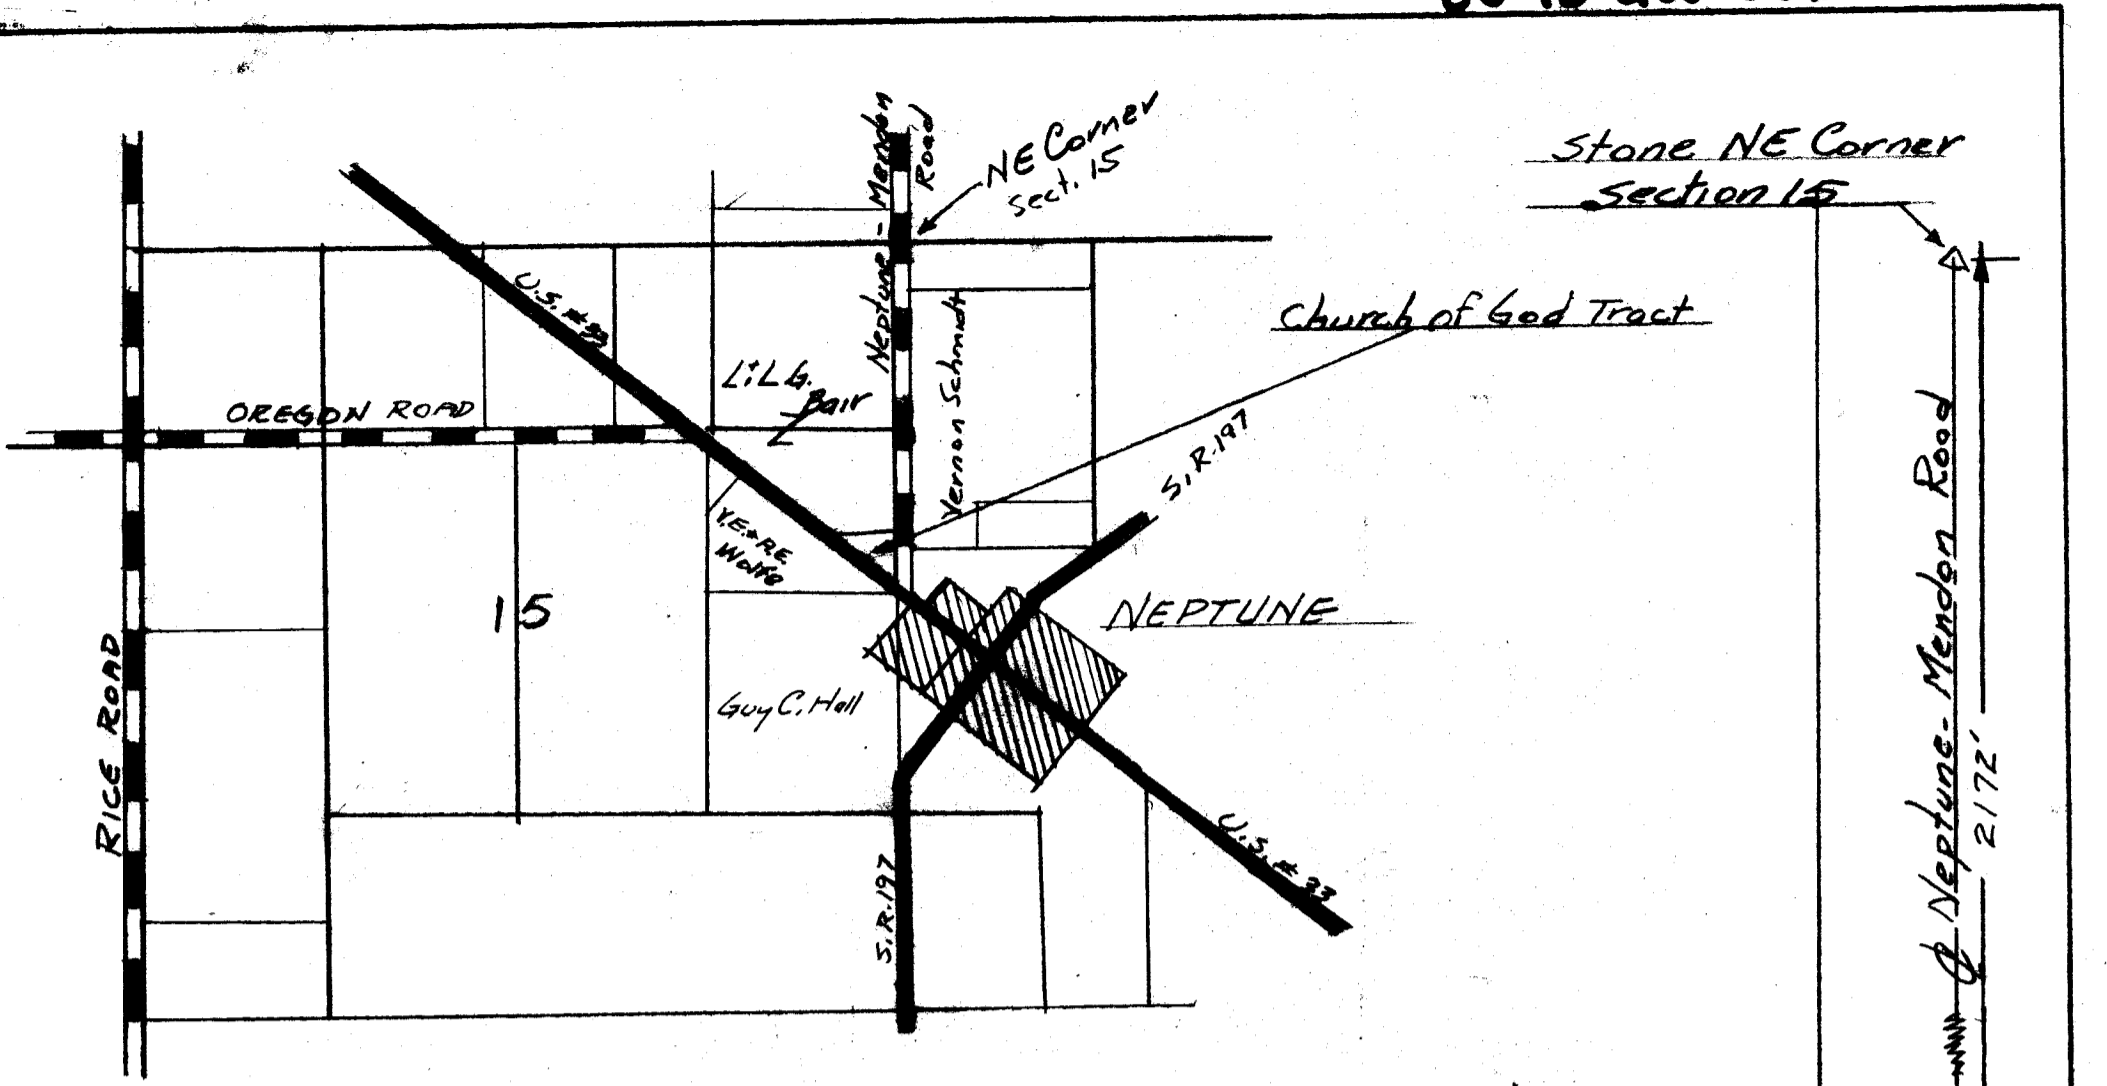 Neptune - Mendon
Road
NE Corner
Sect. 15
Stone NE Corner
Section 15
U.S. #33
Church of God Tract
L. & L. G.
Bair
Vernon Schmidt
OREGON ROAD
S.R. 197
Y.E. & R.E.
Wolfe
15
NEPTUNE
RICE ROAD
Guy C. Hall
S.R. 197
U.S. # 33
℄ Neptune - Mendon Road
2172'